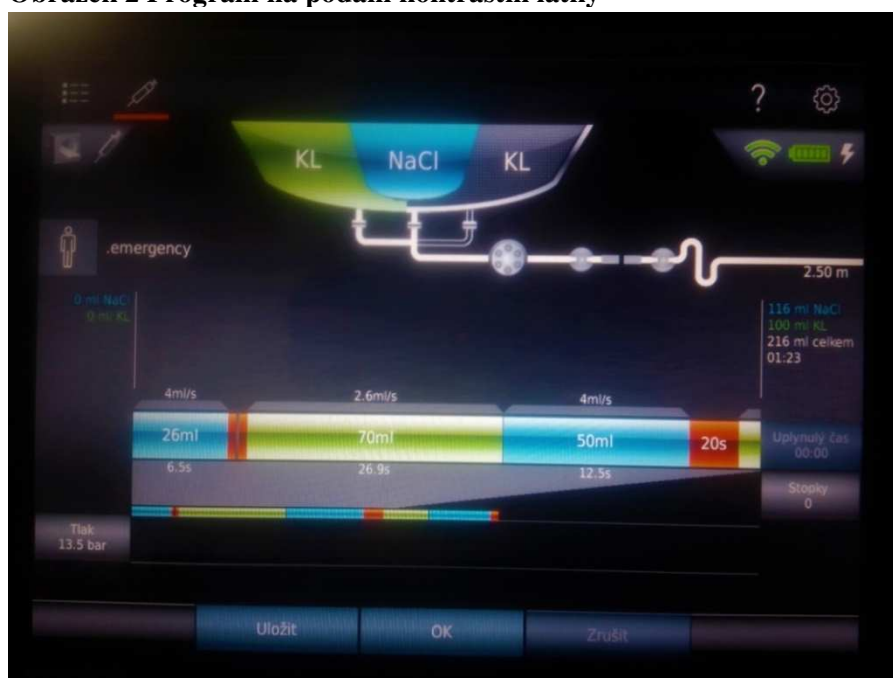 Obrázek 2 Program na podání kontrastní látky
?
KL NaCl KL
.emergency
2.50 m
0 ml NaCl
0 ml KL
116 ml NaCl
100 ml KL
216 ml celkem
01:23
4ml/s 2.6ml/s 4ml/s
26ml 70ml 50ml 20s
6.5s 26.9s 12.5s
Uplynulý čas
00:00
Stopky
0
Tlak
13.5 bar
Uložit OK Zrušit